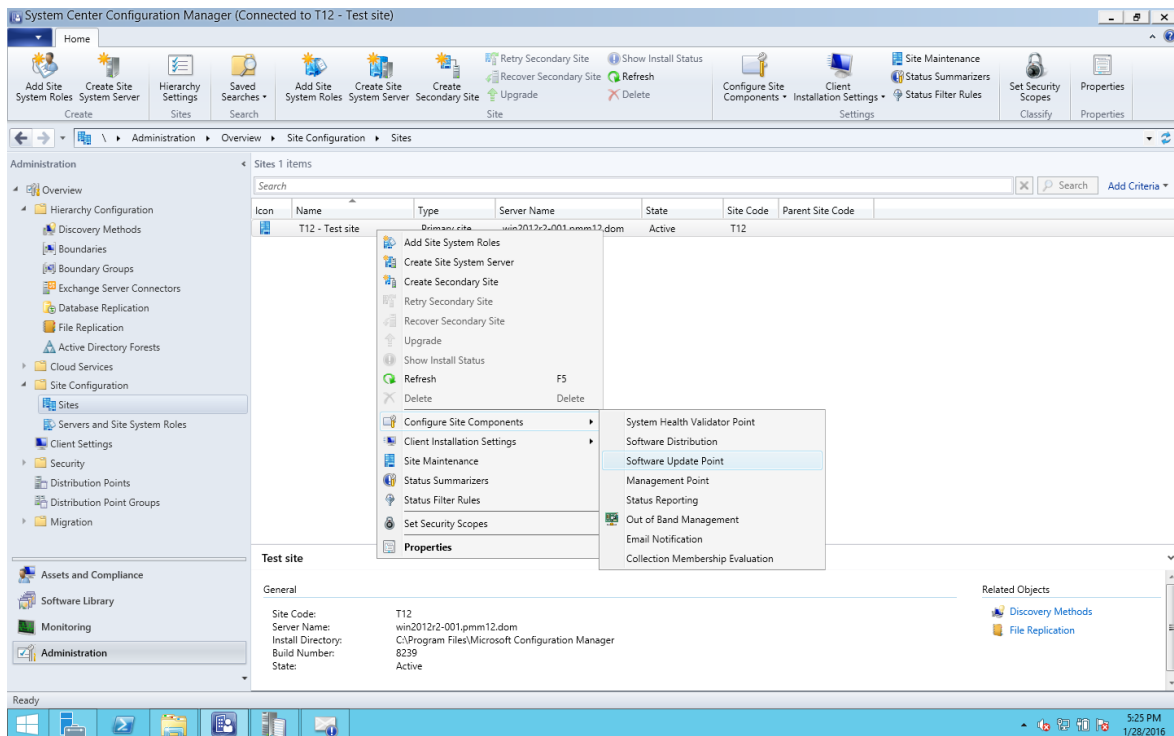 System Center Configuration Manager (Connected to T12 - Test site)
Home
Add Site System Roles
Create Site System Server
Hierarchy Settings
Saved Searches
Add Site System Roles
Create Site System Server
Create Secondary Site
Retry Secondary Site
Recover Secondary Site
Upgrade
Show Install Status
Refresh
Delete
Configure Site Components
Client Installation Settings
Site Maintenance
Status Summarizers
Status Filter Rules
Set Security Scopes
Properties
Create
Sites
Search
Site
Settings
Classify
Properties
\ Administration Overview Site Configuration Sites
Administration
Overview
Hierarchy Configuration
Discovery Methods
Boundaries
Boundary Groups
Exchange Server Connectors
Database Replication
File Replication
Active Directory Forests
Cloud Services
Site Configuration
Sites
Servers and Site System Roles
Client Settings
Security
Distribution Points
Distribution Point Groups
Migration
Assets and Compliance
Software Library
Monitoring
Administration
Sites 1 items
Search
Search
Add Criteria
Icon Name Type Server Name State Site Code Parent Site Code
T12 - Test site Primary site win2012r2-001.pmm12.dom Active T12
Add Site System Roles
Create Site System Server
Create Secondary Site
Retry Secondary Site
Recover Secondary Site
Upgrade
Show Install Status
Refresh F5
Delete Delete
Configure Site Components
Client Installation Settings
Site Maintenance
Status Summarizers
Status Filter Rules
Set Security Scopes
Properties
System Health Validator Point
Software Distribution
Software Update Point
Management Point
Status Reporting
Out of Band Management
Email Notification
Collection Membership Evaluation
Test site
General
Site Code: T12
Server Name: win2012r2-001.pmm12.dom
Install Directory: C:\Program Files\Microsoft Configuration Manager
Build Number: 8239
State: Active
Related Objects
Discovery Methods
File Replication
Ready
5:25 PM
1/28/2016